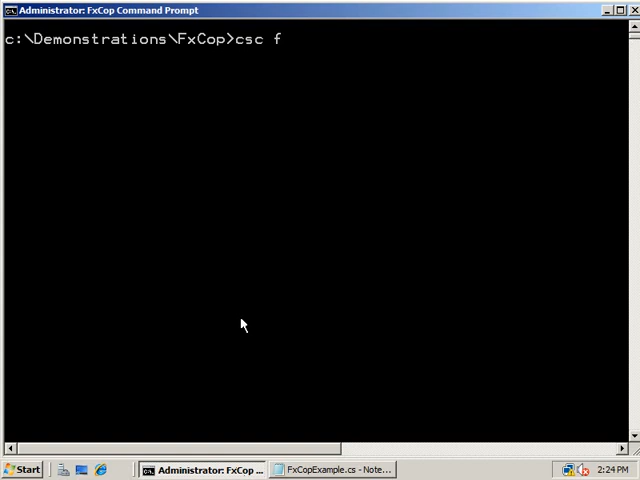 Administrator: FxCop Command Prompt
c:\Demonstrations\FxCop>csc f
Start
Administrator: FxCop ...
FxCopExample.cs - Note...
2:24 PM